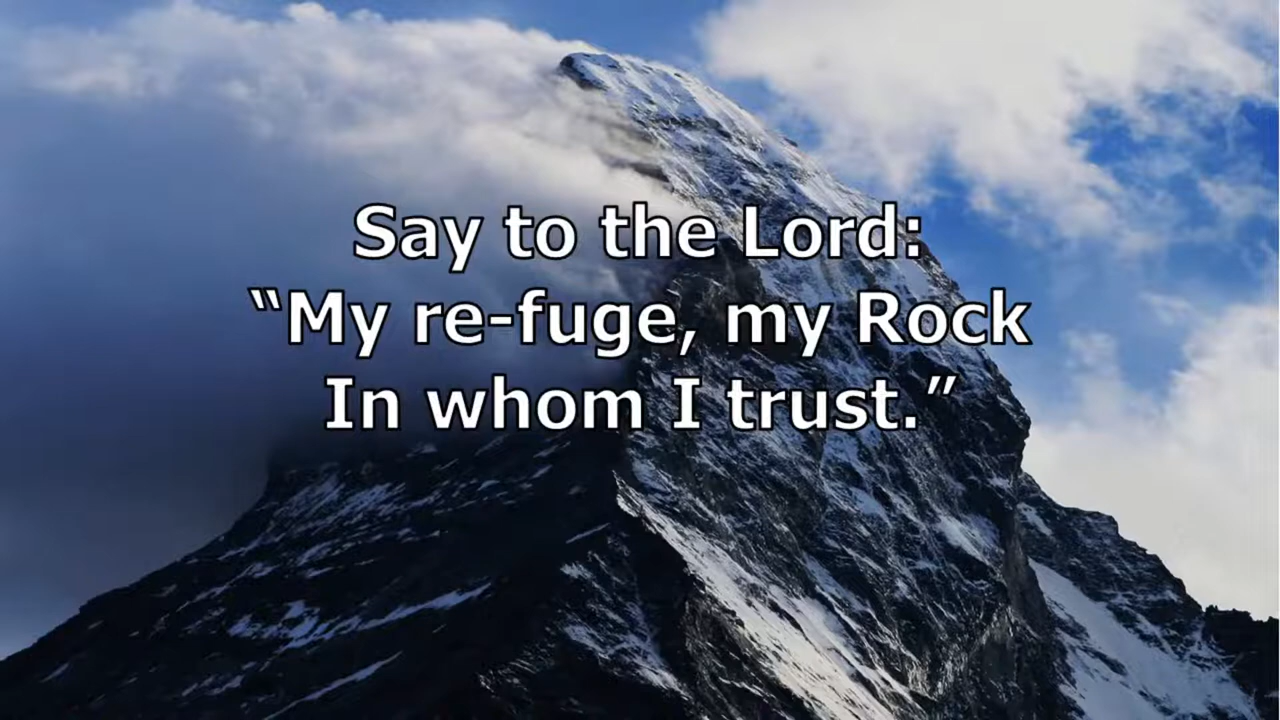 Say to the Lord:
“My re-fuge, my Rock
In whom I trust.”